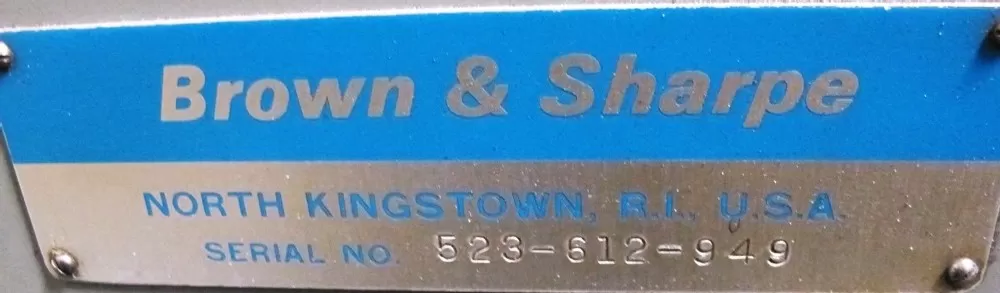 Brown & Sharpe
NORTH KINGSTOWN, R.I., U.S.A.
SERIAL NO. 523-612-949